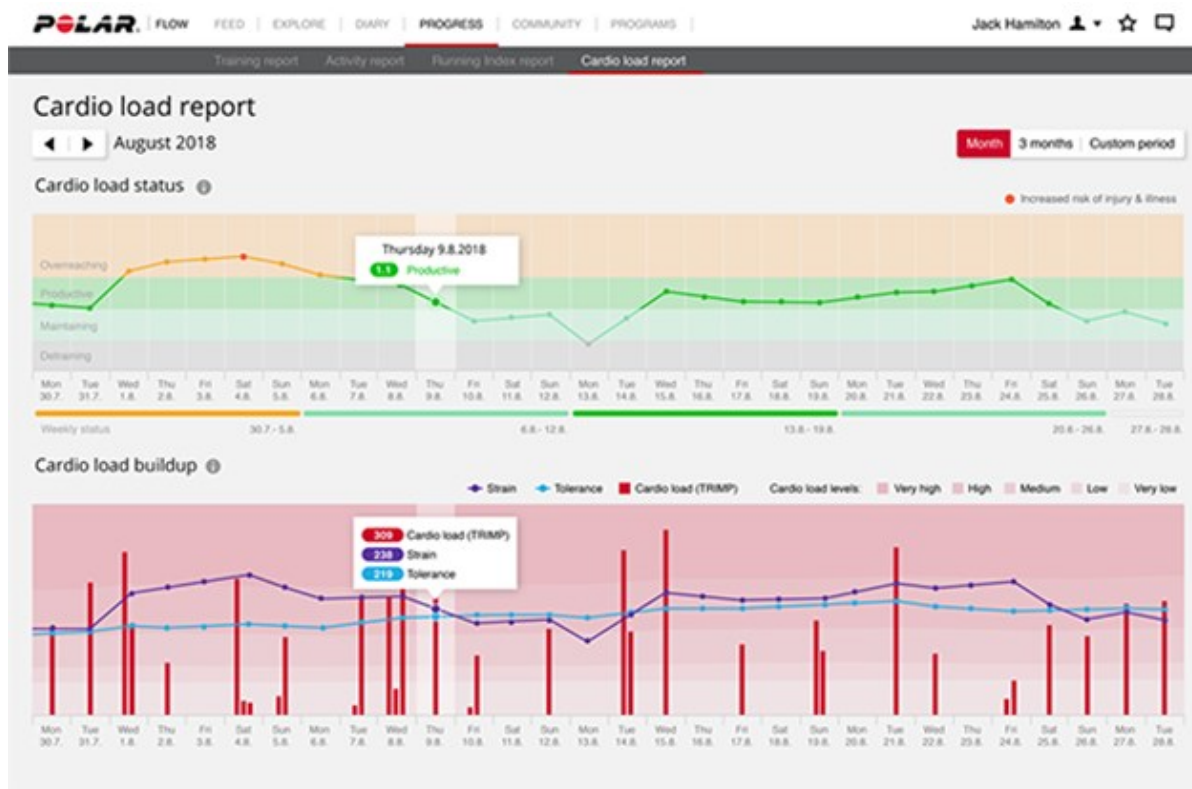 POLAR. FLOW FEED EXPLORE DIARY PROGRESS COMMUNITY PROGRAMS Jack Hamilton
Training report Activity report Running Index report Cardio load report
Cardio load report
August 2018 Month 3 months Custom period
Cardio load status
Increased risk of injury & illness
Thursday 9.8.2018
1.1 Productive
Overreaching
Productive
Maintaining
Detraining
Mon Tue Wed Thu Fri Sat Sun Mon Tue Wed Thu Fri Sat Sun Mon Tue Wed Thu Fri Sat Sun Mon Tue Wed Thu Fri Sat Sun Mon Tue
30.7. 31.7. 1.8. 2.8. 3.8. 4.8. 5.8. 6.8. 7.8. 8.8. 9.8. 10.8. 11.8. 12.8. 13.8. 14.8. 15.8. 16.8. 17.8. 18.8. 19.8. 20.8. 21.8. 22.8. 23.8. 24.8. 25.8. 26.8. 27.8. 28.8.
Weekly status 30.7.- 5.8. 6.8.- 12.8. 13.8.- 19.8. 20.8.- 26.8. 27.8.- 28.8.
Cardio load buildup
Strain Tolerance Cardio load (TRIMP) Cardio load levels: Very high High Medium Low Very low
309 Cardio load (TRIMP)
238 Strain
219 Tolerance
Mon Tue Wed Thu Fri Sat Sun Mon Tue Wed Thu Fri Sat Sun Mon Tue Wed Thu Fri Sat Sun Mon Tue Wed Thu Fri Sat Sun Mon Tue
30.7. 31.7. 1.8. 2.8. 3.8. 4.8. 5.8. 6.8. 7.8. 8.8. 9.8. 10.8. 11.8. 12.8. 13.8. 14.8. 15.8. 16.8. 17.8. 18.8. 19.8. 20.8. 21.8. 22.8. 23.8. 24.8. 25.8. 26.8. 27.8. 28.8.